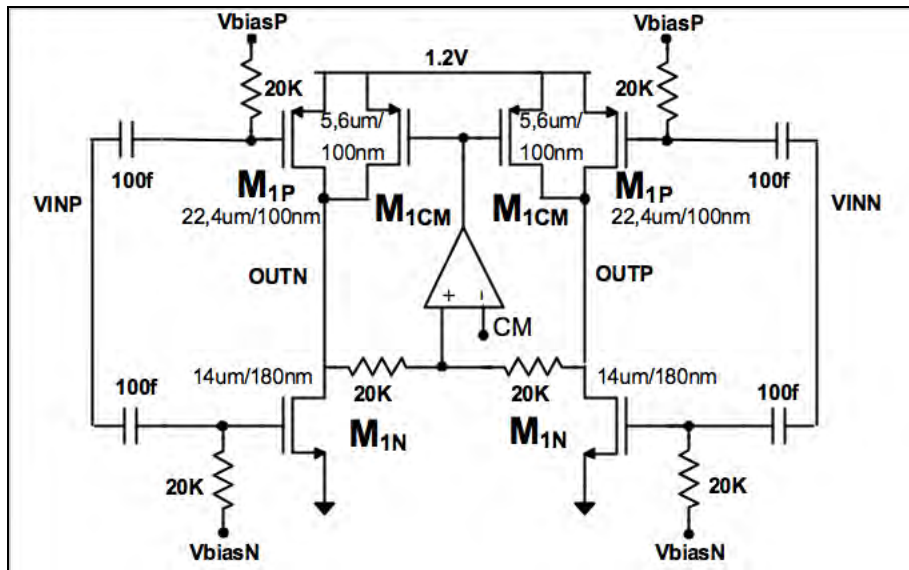 VbiasP
VbiasP
1.2V
20K
20K
5,6um/
100nm
5,6um/
100nm
100f
100f
M1P
M1CM
M1CM
M1P
VINP
VINN
22,4um/100nm
22,4um/100nm
OUTN
OUTP
+
-
CM
14um/180nm
14um/180nm
100f
100f
20K
20K
M1N
M1N
20K
20K
VbiasN
VbiasN